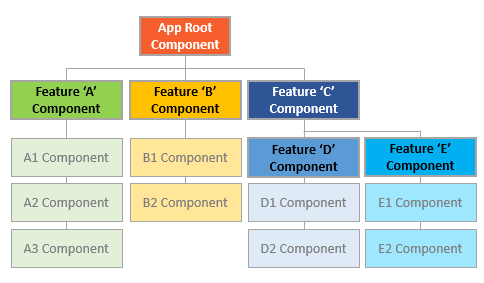 App Root
Component
Feature ‘A’
Component
Feature ‘B’
Component
Feature ‘C’
Component
Feature ‘D’
Component
Feature ‘E’
Component
A1 Component
B1 Component
A2 Component
B2 Component
D1 Component
E1 Component
A3 Component
D2 Component
E2 Component